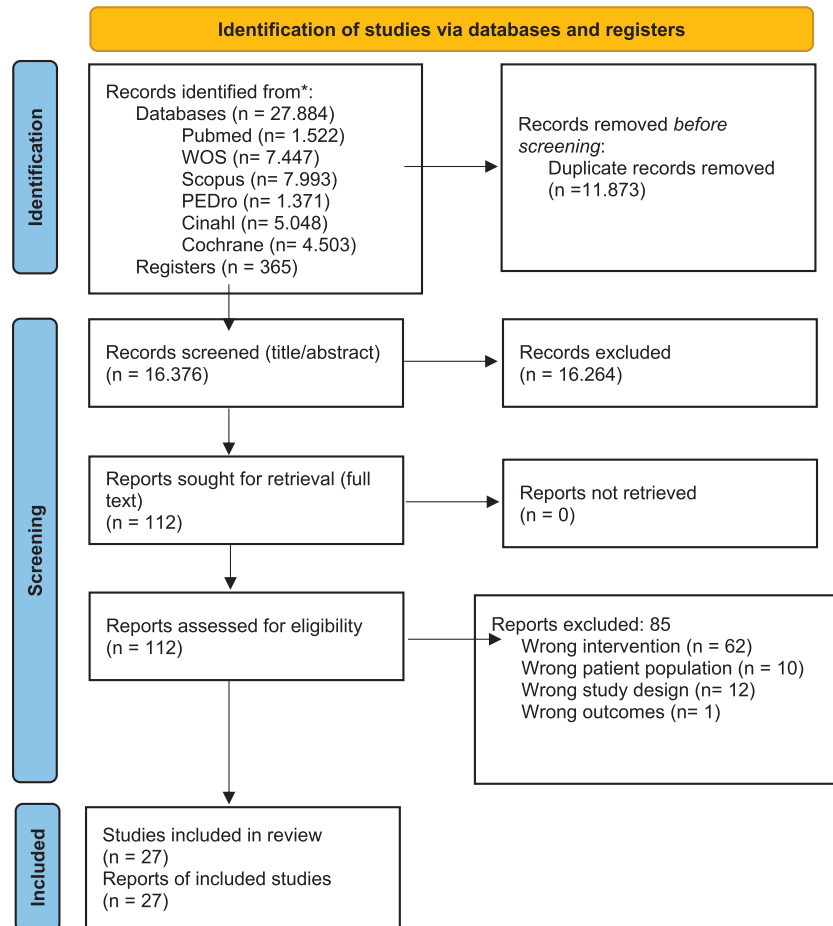 Identification of studies via databases and registers
Identification
Records identified from*:
Databases (n = 27.884)
Pubmed (n= 1.522)
WOS (n= 7.447)
Scopus (n= 7.993)
PEDro (n= 1.371)
Cinahl (n= 5.048)
Cochrane (n= 4.503)
Registers (n = 365)
Records removed before
screening:
Duplicate records removed
(n =11.873)
Screening
Records screened (title/abstract)
(n = 16.376)
Records excluded
(n = 16.264)
Reports sought for retrieval (full
text)
(n = 112)
Reports not retrieved
(n = 0)
Reports assessed for eligibility
(n = 112)
Reports excluded: 85
Wrong intervention (n = 62)
Wrong patient population (n = 10)
Wrong study design (n= 12)
Wrong outcomes (n= 1)
Included
Studies included in review
(n = 27)
Reports of included studies
(n = 27)